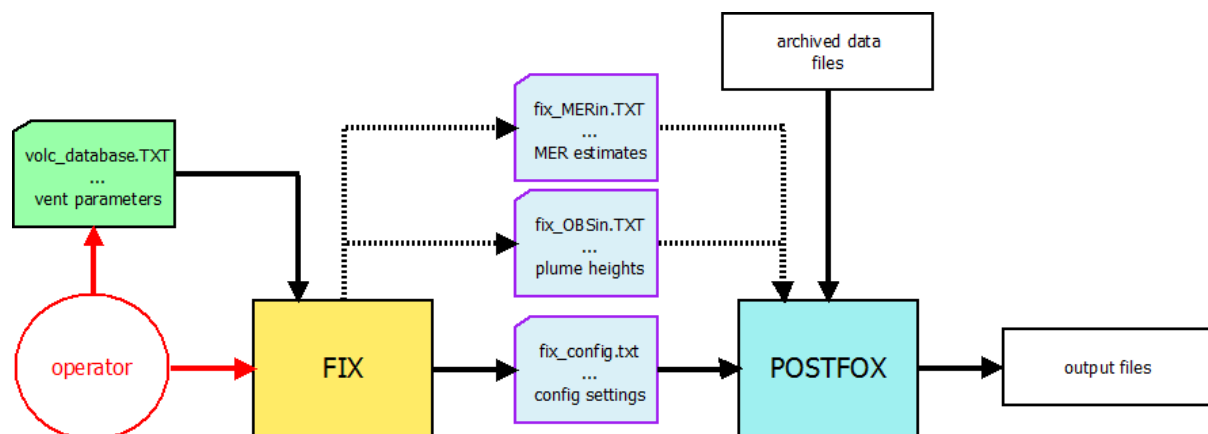 archived data
files
volc_database.TXT
...
vent parameters
fix_MERin.TXT
...
MER estimates
fix_OBSin.TXT
...
plume heights
operator
FIX
fix_config.txt
...
config settings
POSTFOX
output files